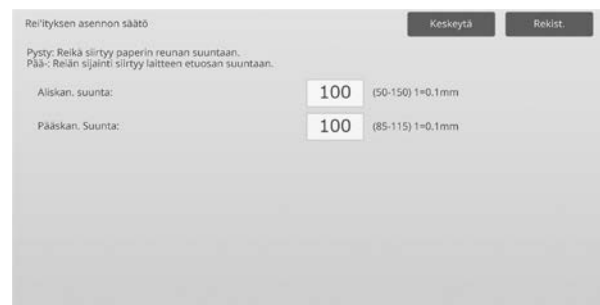 Rei'ityksen asennon säätö
Keskeytä
Rekist.
Pysty: Reikä siirtyy paperin reunan suuntaan.
Pää-: Reiän sijainti siirtyy laitteen etuosan suuntaan.
Aliskan. suunta:
100
(50-150) 1=0.1mm
Pääskan. Suunta:
100
(85-115) 1=0.1mm